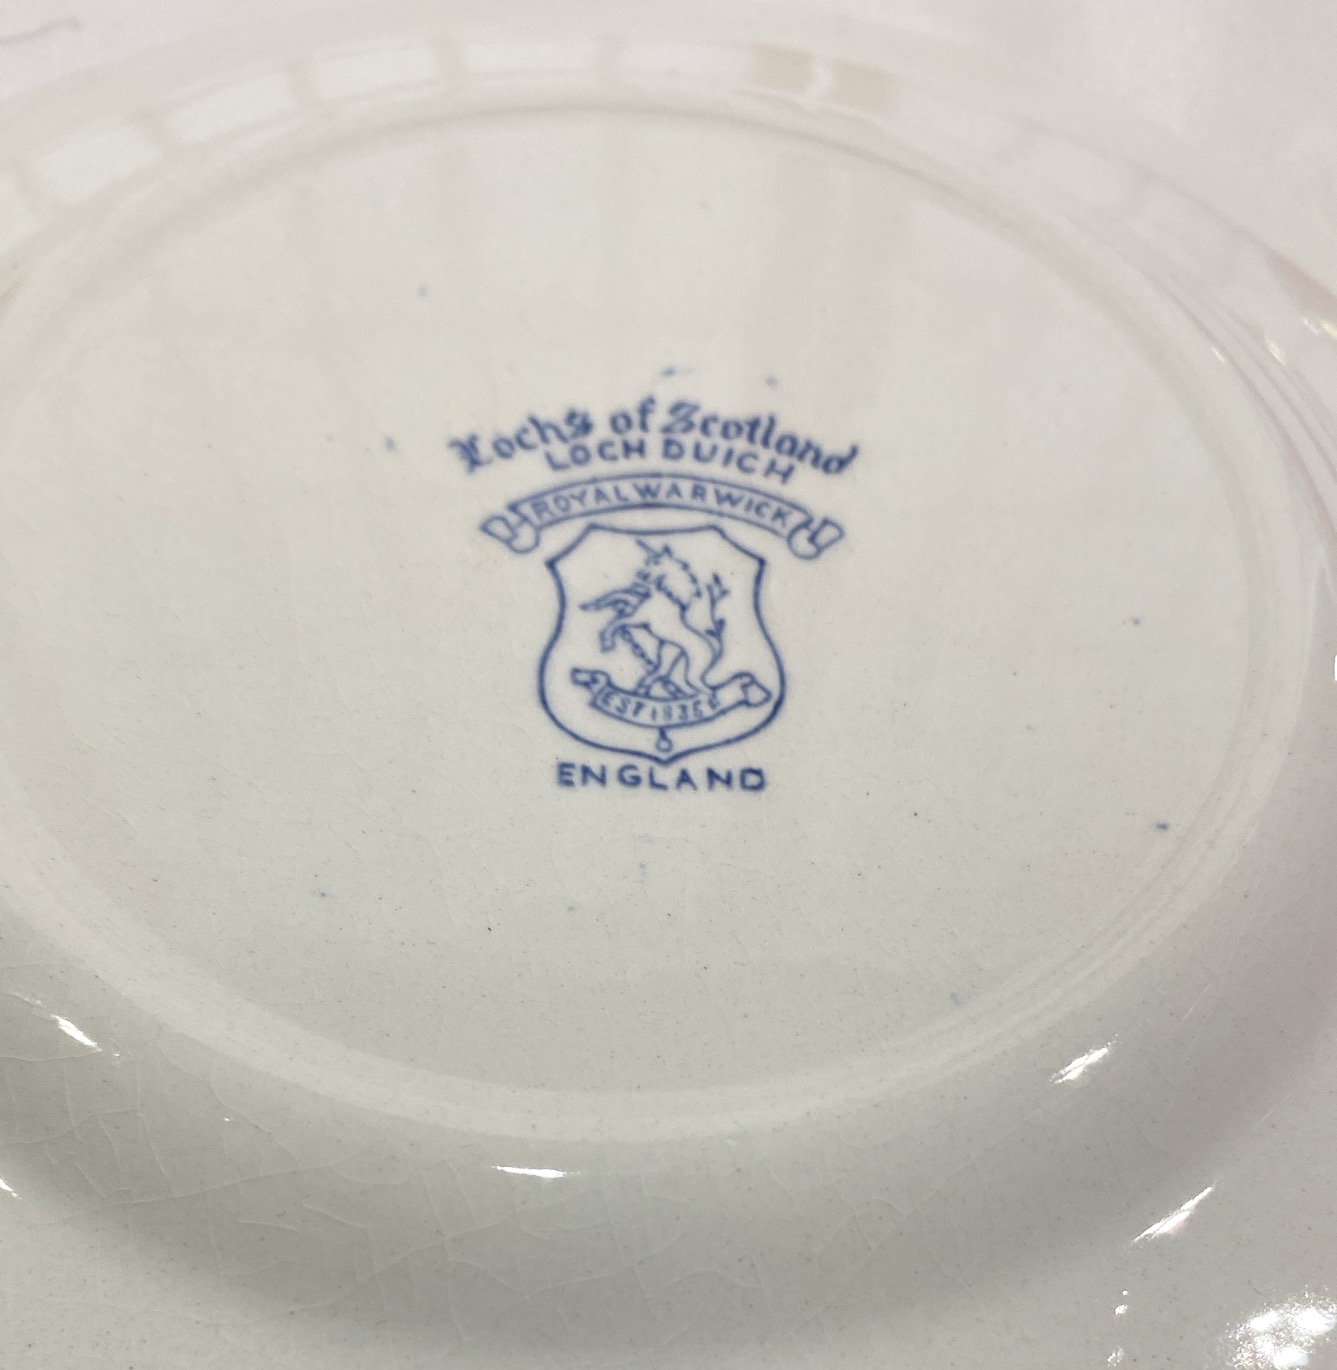 Lochs of Scotland
LOCH DUICH
ROYAL WARWICK
EST 1835
ENGLAND